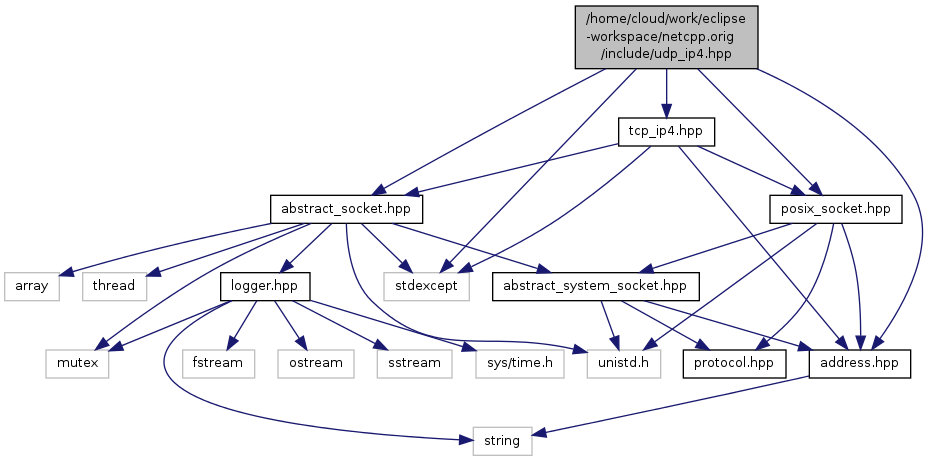 /home/cloud/work/eclipse
-workspace/netcpp.orig
/include/udp_ip4.hpp
tcp_ip4.hpp
abstract_socket.hpp
posix_socket.hpp
array
thread
logger.hpp
stdexcept
abstract_system_socket.hpp
mutex
fstream
ostream
sstream
sys/time.h
unistd.h
protocol.hpp
address.hpp
string